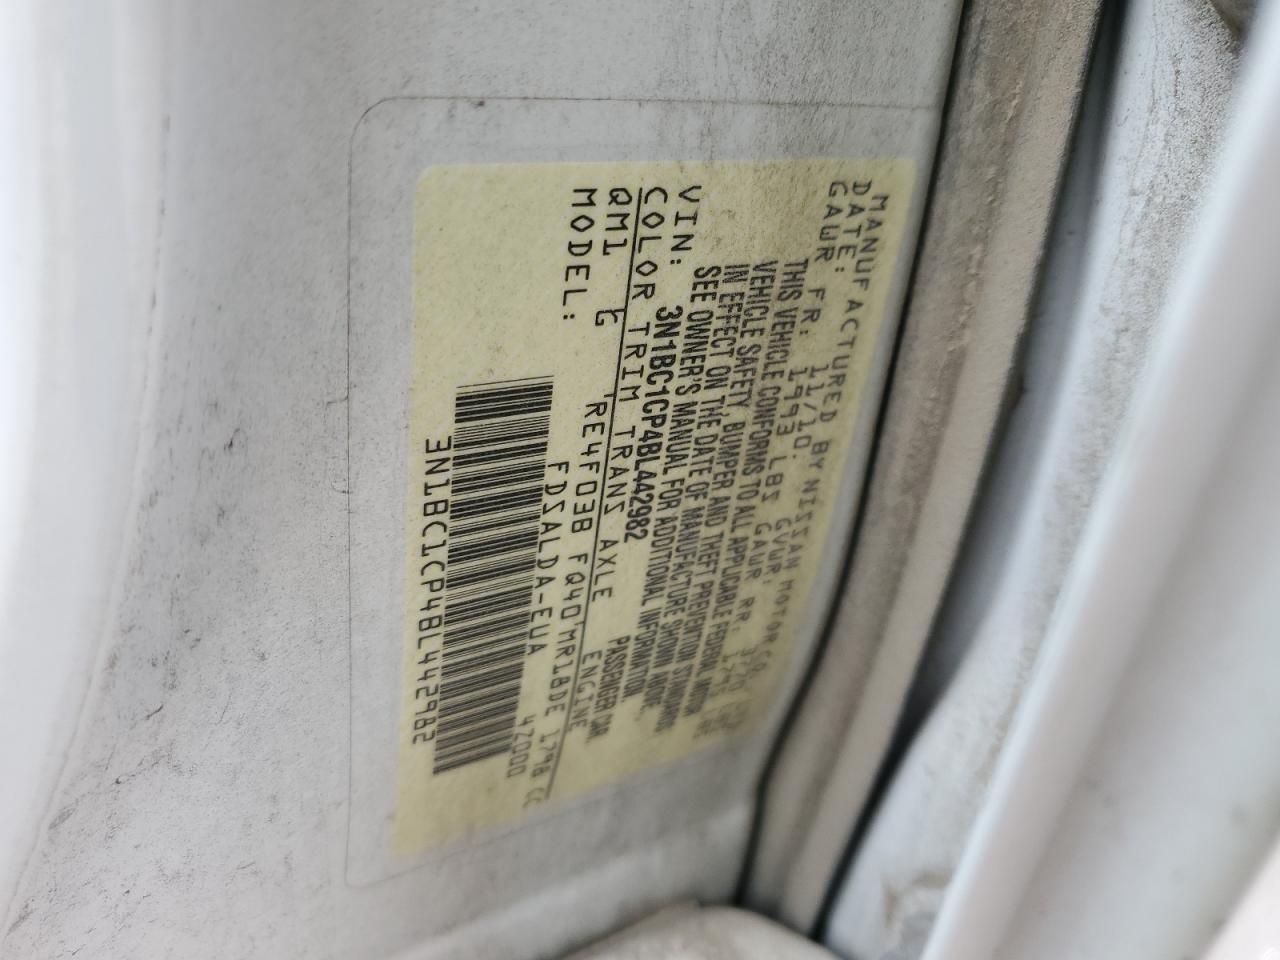 MANUFACTURED BY NISSAN MOTOR CO
DATE: 11/10. GVWR: 3720
GAWR FR: 1993 LBS GAWR RR:
THIS VEHICLE CONFORMS TO ALL APPLICABLE FEDERAL MOTOR
VEHICLE SAFETY, BUMPER AND THEFT PREVENTION STANDARDS
IN EFFECT ON THE DATE OF MANUFACTURE SHOWN ABOVE.
SEE OWNER'S MANUAL FOR ADDITIONAL INFORMATION.
VIN: 3N1BC1CP4BL442982 PASSENGER CAR
COLOR TRIM TRANS AXLE ENGINE
QM1 G RE4F03B FQ40 MR18DE 1798 CC
MODEL: FDSALDA-EUA 4Z000
3N1BC1CP4BL442982